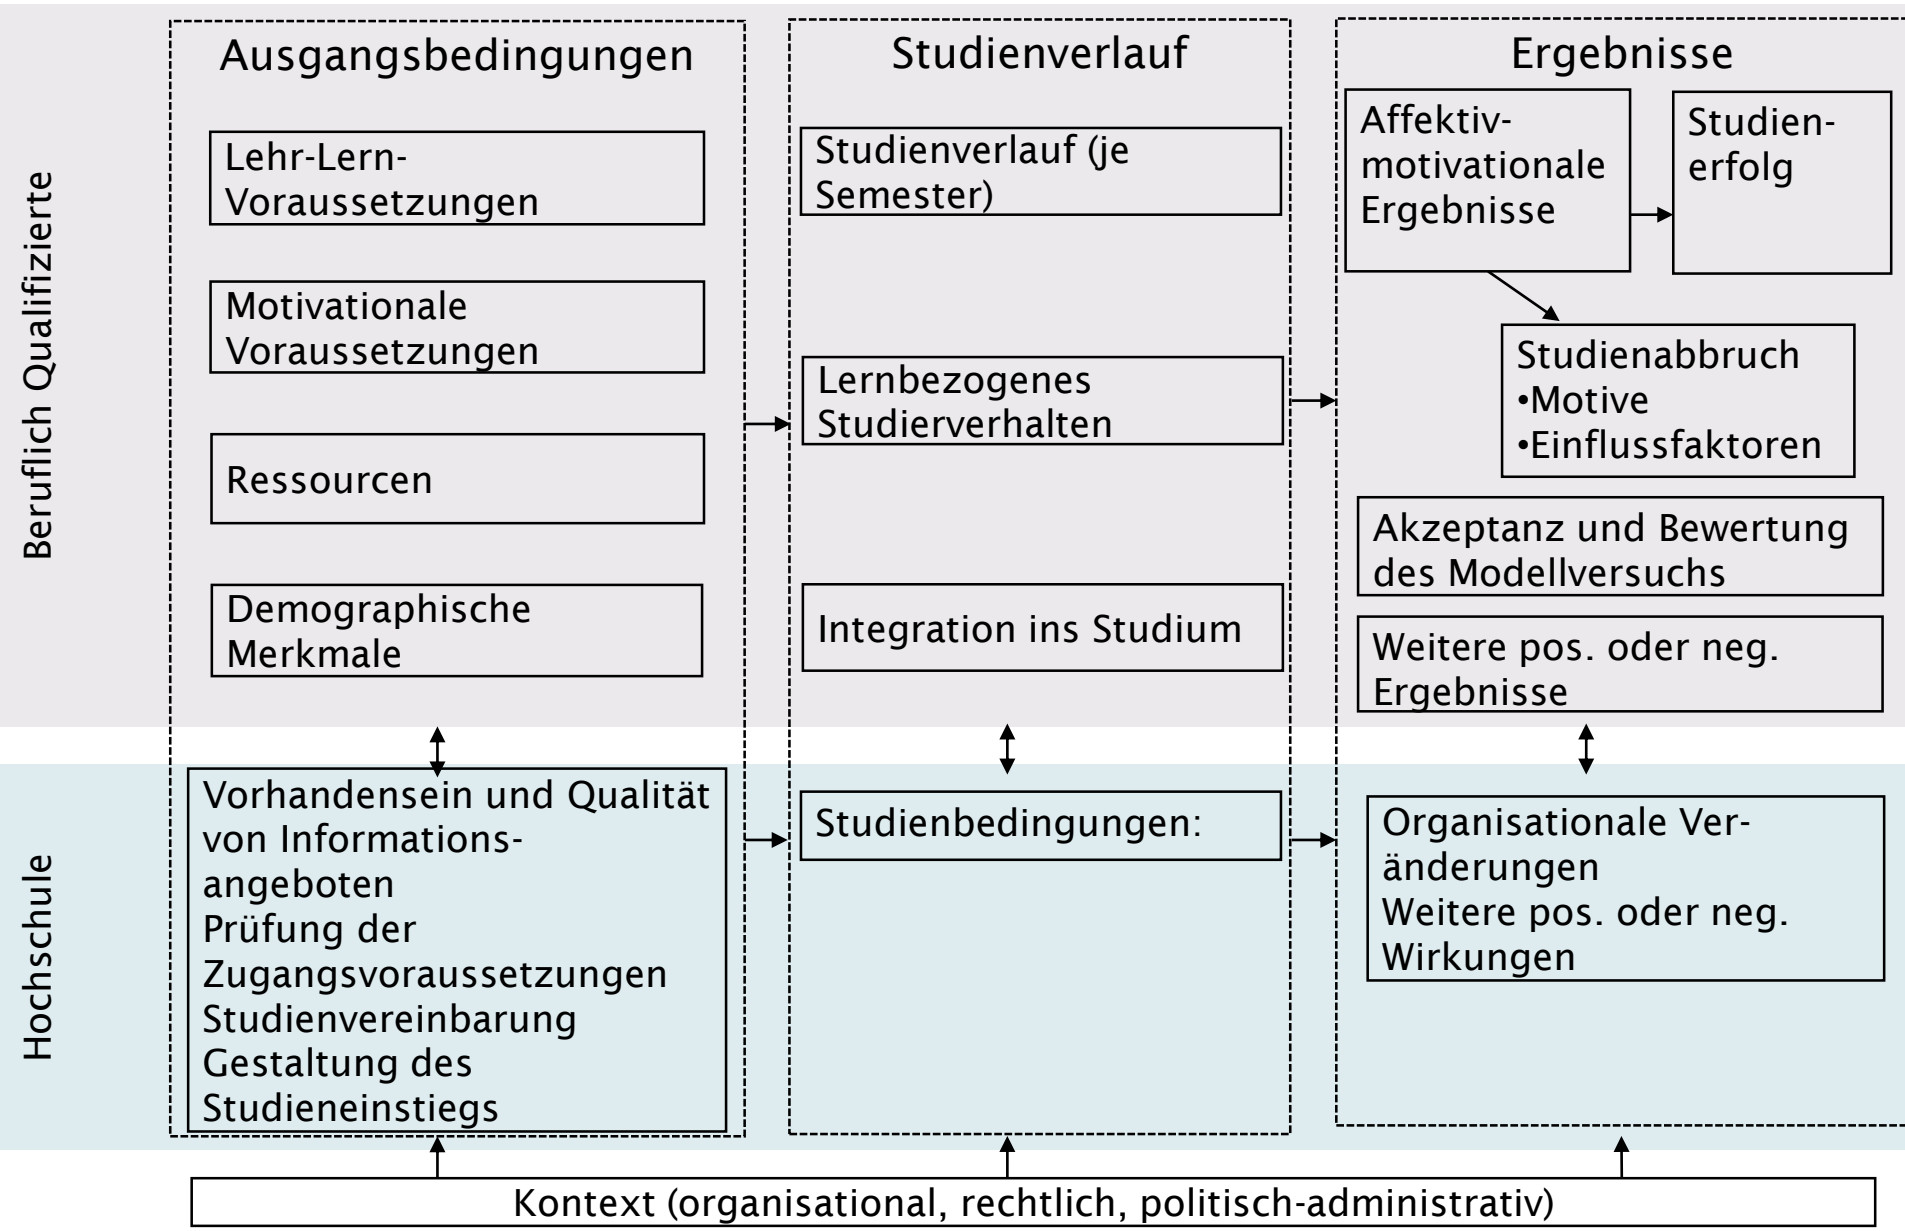 Beruflich Qualifizierte
Ausgangsbedingungen
Lehr-Lern-
Voraussetzungen
Motivationale
Voraussetzungen
Ressourcen
Demographische
Merkmale
Studienverlauf
Studienverlauf (je
Semester)
Lernbezogenes
Studierverhalten
Integration ins Studium
Ergebnisse
Affektiv-
motivationale
Ergebnisse
Studien-
erfolg
Studienabbruch
•Motive
•Einflussfaktoren
Akzeptanz und Bewertung
des Modellversuchs
Weitere pos. oder neg.
Ergebnisse
Hochschule
Vorhandensein und Qualität
von Informations-
angeboten
Prüfung der
Zugangsvoraussetzungen
Studienvereinbarung
Gestaltung des
Studieneinstiegs
Studienbedingungen:
Organisationale Ver-
änderungen
Weitere pos. oder neg.
Wirkungen
Kontext (organisational, rechtlich, politisch-administrativ)